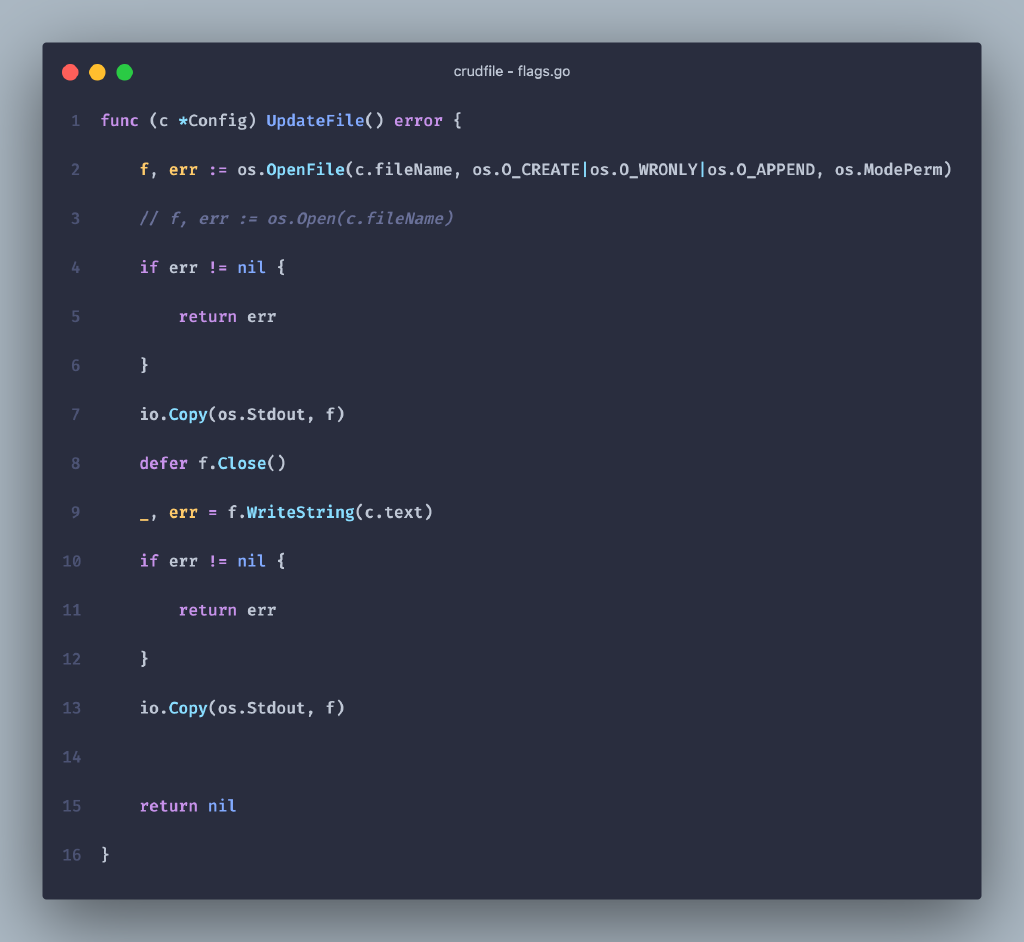 crudfile - flags.go
1 func (c *Config) UpdateFile() error {
2     f, err := os.OpenFile(c.fileName, os.O_CREATE|os.O_WRONLY|os.O_APPEND, os.ModePerm)
3     // f, err := os.Open(c.fileName)
4     if err != nil {
5         return err
6     }
7     io.Copy(os.Stdout, f)
8     defer f.Close()
9     _, err = f.WriteString(c.text)
10     if err != nil {
11         return err
12     }
13     io.Copy(os.Stdout, f)
14
15     return nil
16 }